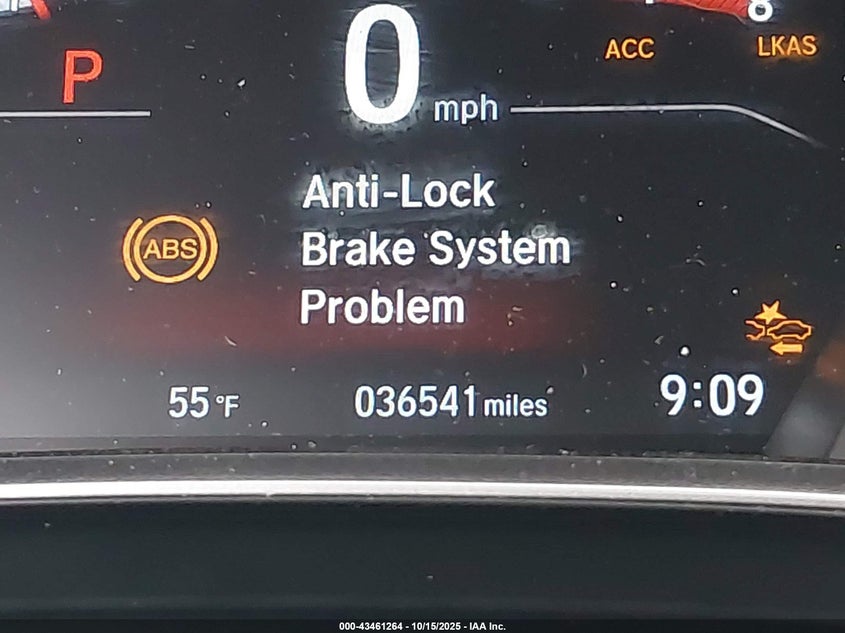 8
P
0 mph
ACC
LKAS
Anti-Lock
Brake System
Problem
ABS
55 °F
036541 miles
9:09
000-43461264 - 10/15/2025 - IAA Inc.